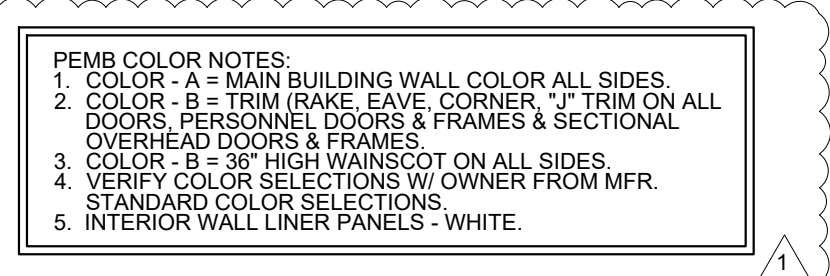 PEMB COLOR NOTES:
1. COLOR - A = MAIN BUILDING WALL COLOR ALL SIDES.
2. COLOR - B = TRIM (RAKE, EAVE, CORNER, "J" TRIM ON ALL
DOORS, PERSONNEL DOORS & FRAMES & SECTIONAL
OVERHEAD DOORS & FRAMES.
3. COLOR - B = 36" HIGH WAINSCOT ON ALL SIDES.
4. VERIFY COLOR SELECTIONS W/ OWNER FROM MFR.
STANDARD COLOR SELECTIONS.
5. INTERIOR WALL LINER PANELS - WHITE.
1